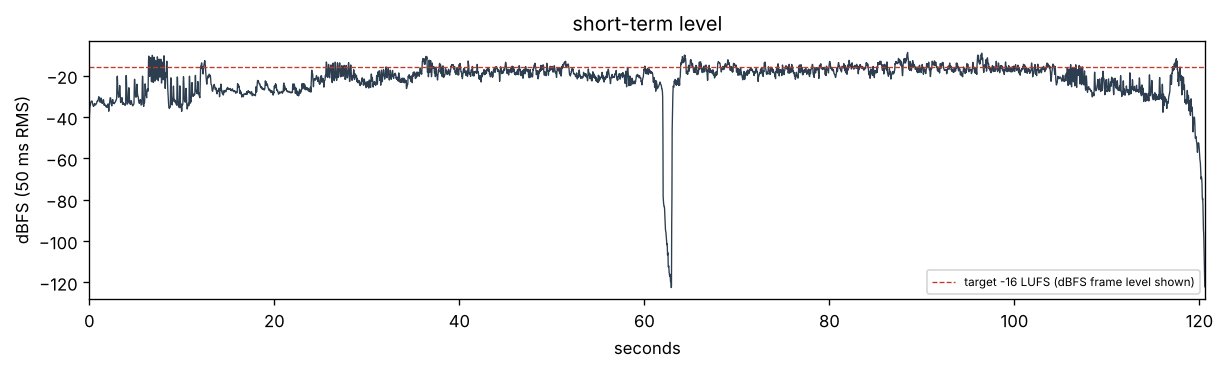 short-term level
dBFS (50 ms RMS)
−20
−40
−60
−80
−100
−120
target -16 LUFS (dBFS frame level shown)
0 20 40 60 80 100 120
seconds